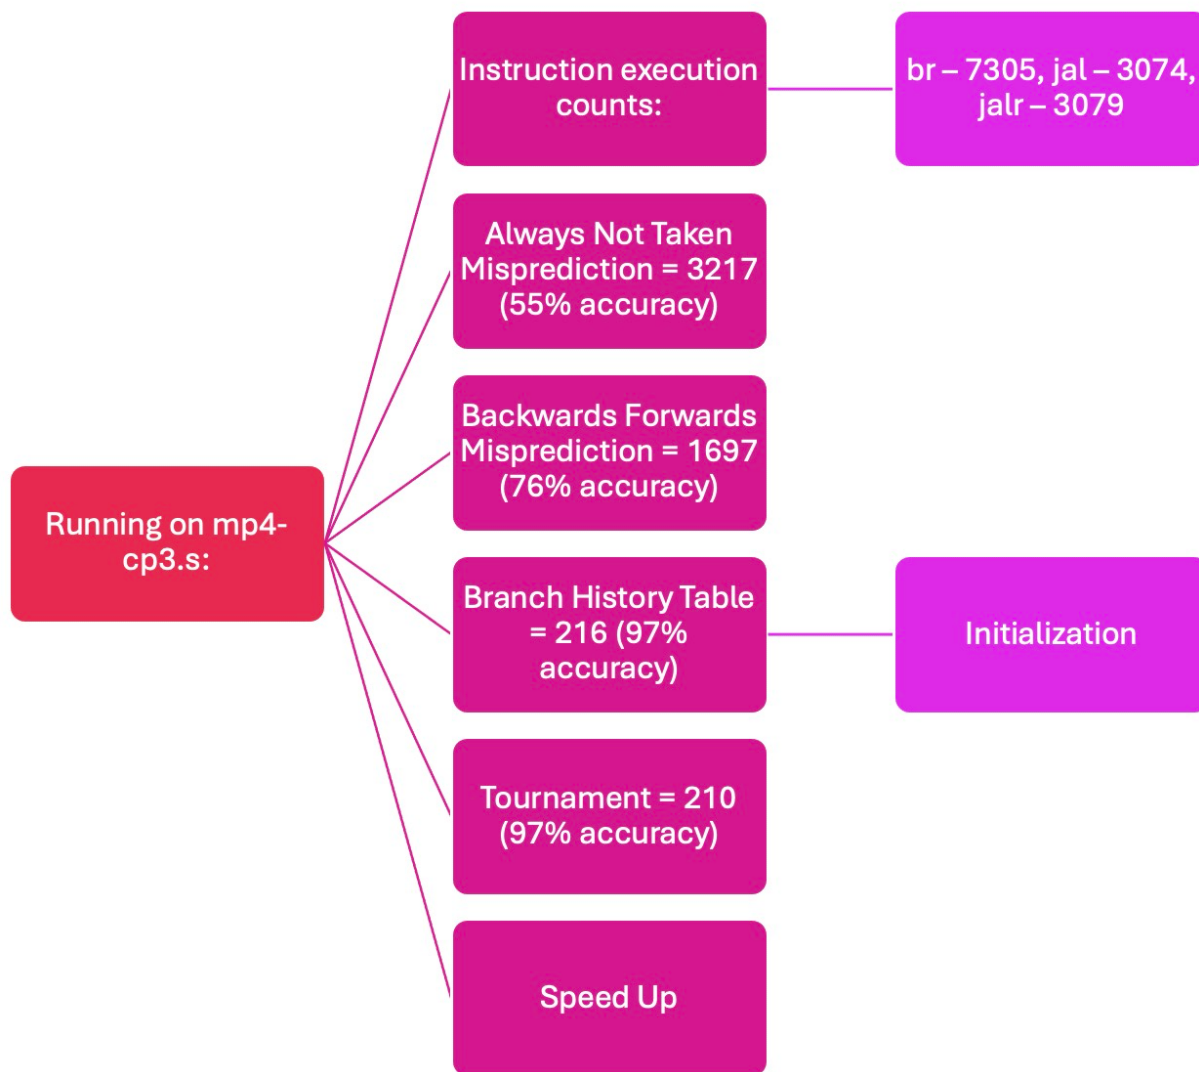 Running on mp4-
cp3.s:
Instruction execution
counts:
br – 7305, jal – 3074,
jalr – 3079
Always Not Taken
Misprediction = 3217
(55% accuracy)
Backwards Forwards
Misprediction = 1697
(76% accuracy)
Branch History Table
= 216 (97%
accuracy)
Initialization
Tournament = 210
(97% accuracy)
Speed Up